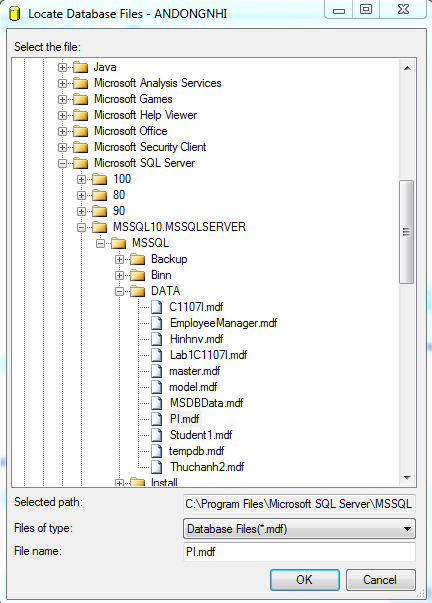 Locate Database Files - ANDONGNHI
Select the file:
Java
Microsoft Analysis Services
Microsoft Games
Microsoft Help Viewer
Microsoft Office
Microsoft Security Client
Microsoft SQL Server
100
80
90
MSSQL10.MSSQLSERVER
MSSQL
Backup
Binn
DATA
C1107I.mdf
EmployeeManager.mdf
Hinhnv.mdf
Lab1C1107I.mdf
master.mdf
model.mdf
MSDBData.mdf
PI.mdf
Student1.mdf
tempdb.mdf
Thuchanh2.mdf
Install
Selected path: C:\Program Files\Microsoft SQL Server\MSSQL
Files of type: Database Files(*.mdf)
File name: PI.mdf
OK Cancel